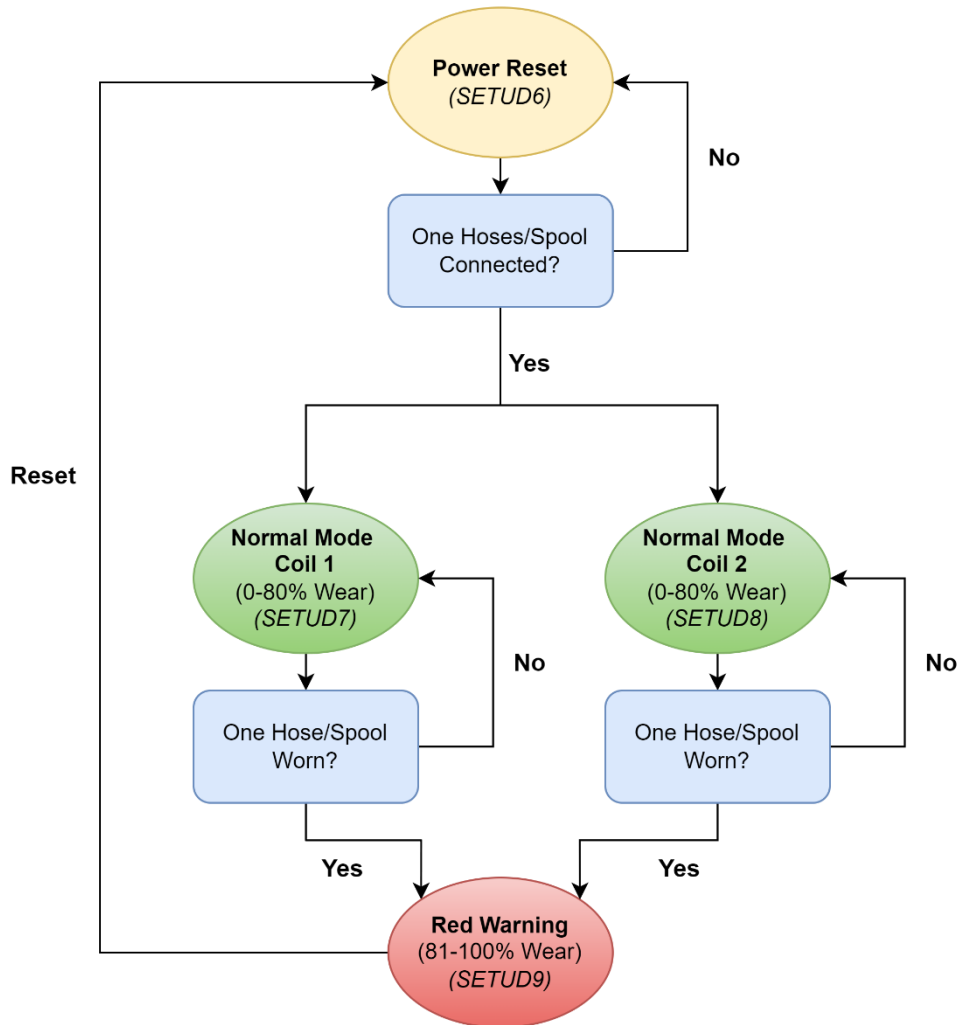 Power Reset
(SETUD6)
No
One Hoses/Spool
Connected?
Yes
Reset
Normal Mode
Coil 1
(0-80% Wear)
(SETUD7)
No
One Hose/Spool
Worn?
Yes
Normal Mode
Coil 2
(0-80% Wear)
(SETUD8)
No
One Hose/Spool
Worn?
Yes
Red Warning
(81-100% Wear)
(SETUD9)